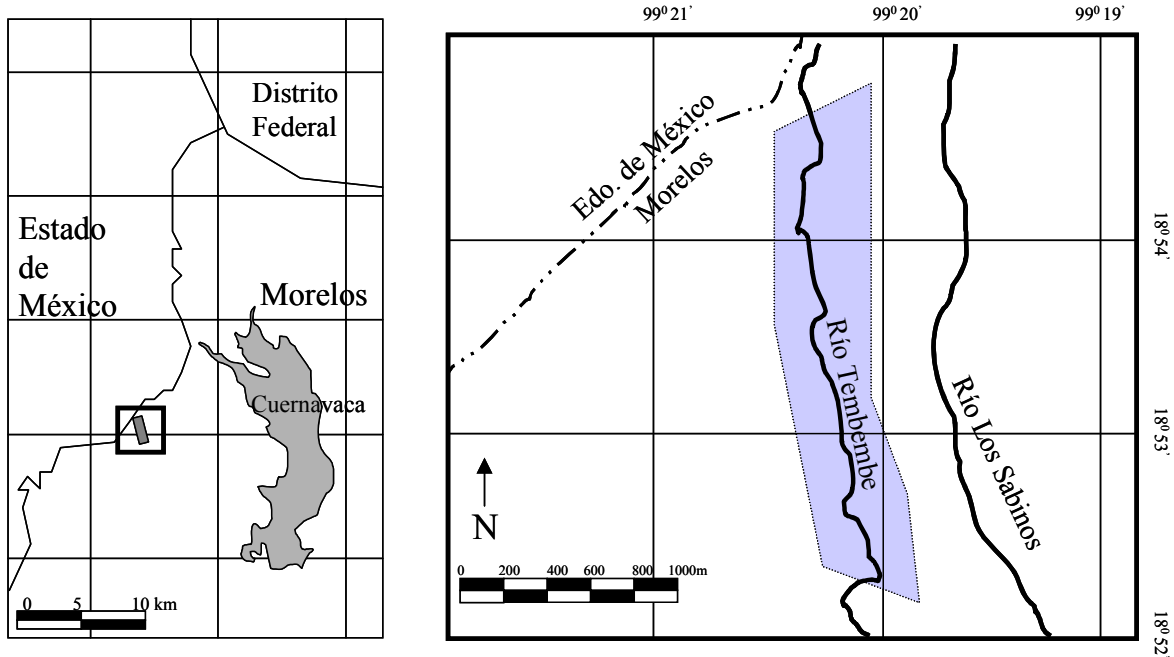 Distrito
Federal
Estado
de
México
Morelos
Cuernavaca
0 5 10 km
99⁰ 21’ 99⁰ 20’ 99⁰ 19’
Edo. de México
Morelos
18⁰ 54’
Río Tembembe
Río Los Sabinos
18⁰ 53’
N
0 200 400 600 800 1000m
18⁰ 52’